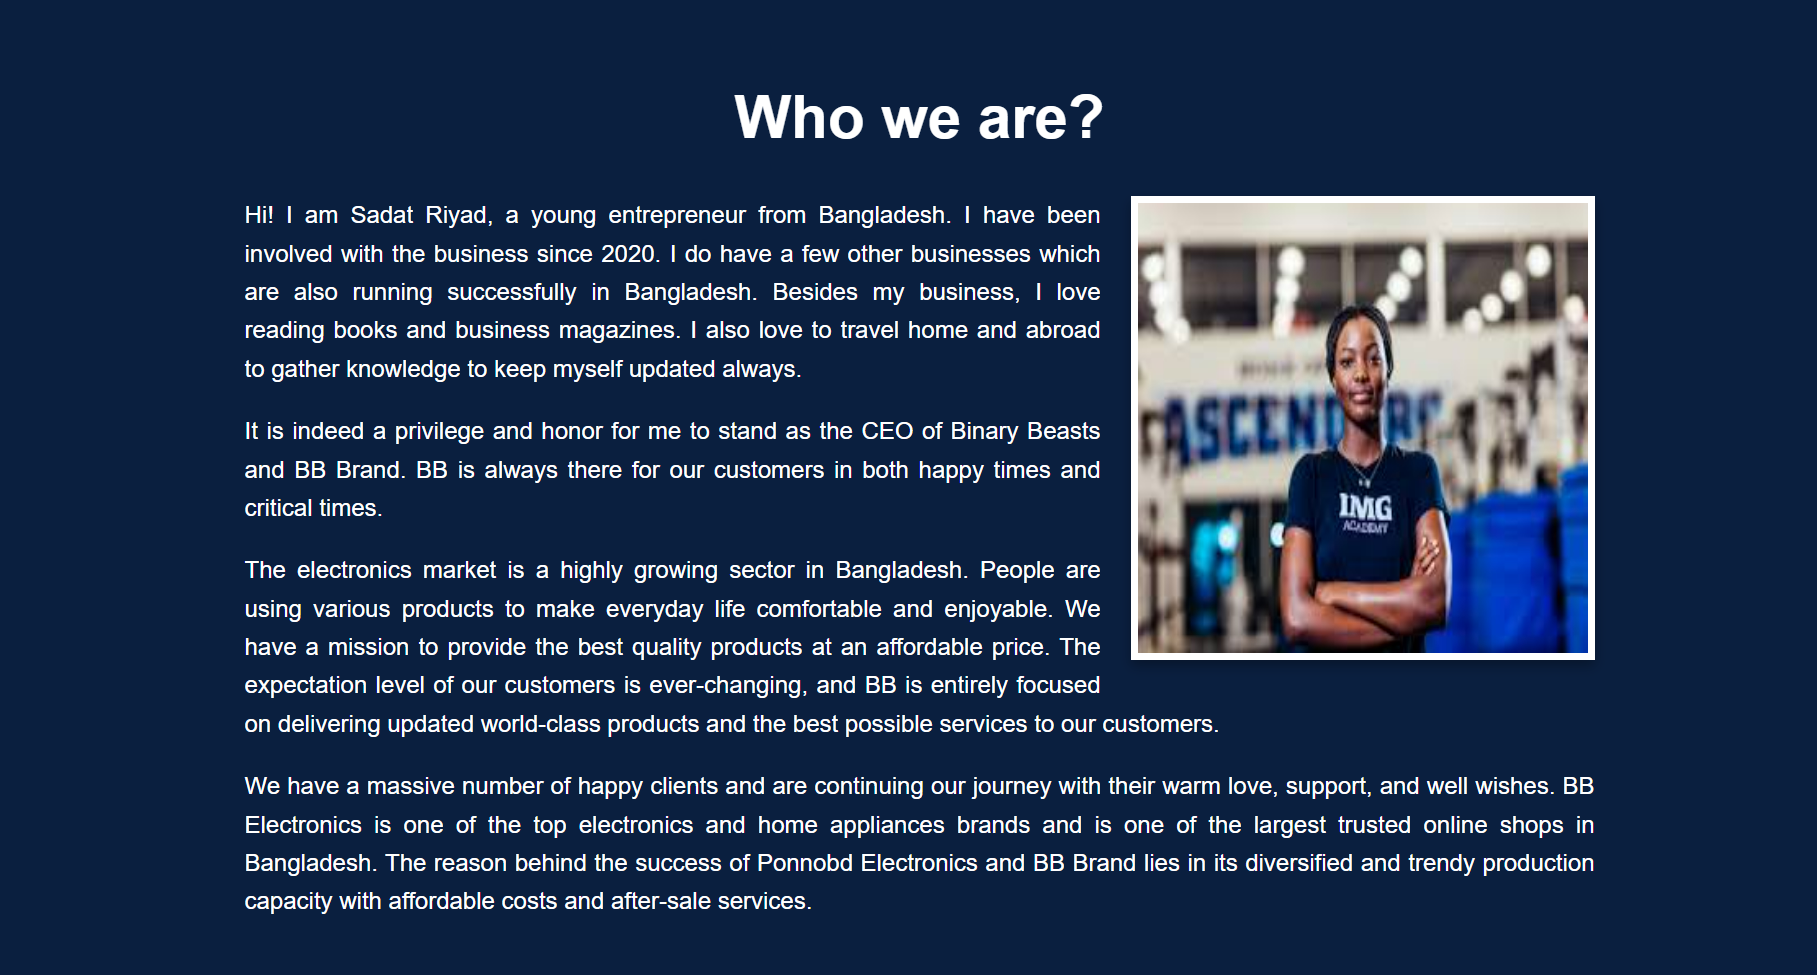 Who we are?
Hi! I am Sadat Riyad, a young entrepreneur from Bangladesh. I have been
involved with the business since 2020. I do have a few other businesses which
are also running successfully in Bangladesh. Besides my business, I love
reading books and business magazines. I also love to travel home and abroad
to gather knowledge to keep myself updated always.
It is indeed a privilege and honor for me to stand as the CEO of Binary Beasts
and BB Brand. BB is always there for our customers in both happy times and
critical times.
The electronics market is a highly growing sector in Bangladesh. People are
using various products to make everyday life comfortable and enjoyable. We
have a mission to provide the best quality products at an affordable price. The
expectation level of our customers is ever-changing, and BB is entirely focused
on delivering updated world-class products and the best possible services to our customers.
We have a massive number of happy clients and are continuing our journey with their warm love, support, and well wishes. BB
Electronics is one of the top electronics and home appliances brands and is one of the largest trusted online shops in
Bangladesh. The reason behind the success of Ponnobd Electronics and BB Brand lies in its diversified and trendy production
capacity with affordable costs and after-sale services.
IMG
ACADEMY